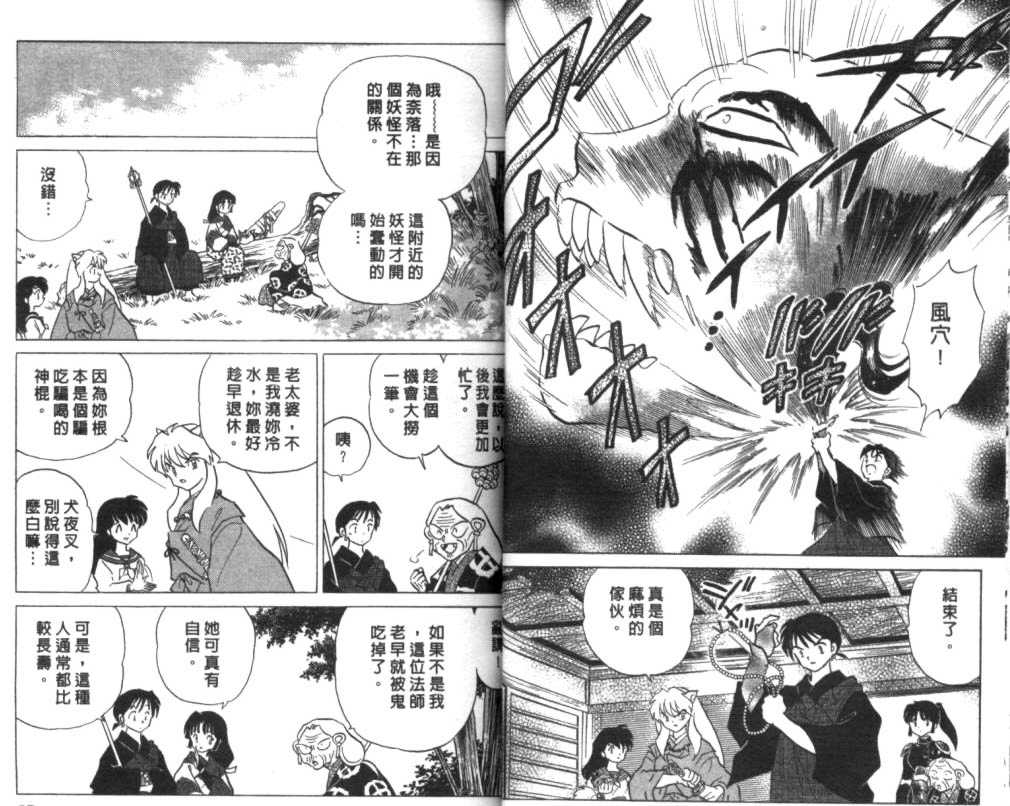 風穴！
結束了。
真是個
麻煩的
傢伙。
哦~~~~~是因
為奈落…那
個妖怪不在
的關係。
這附近的
妖怪才開
始蠢動的
嗎…
沒錯…
這麼說，以
後我會更加
忙了。
趁這個
機會大撈
一筆。
咦？
老太婆，不
是我澆妳冷
水，妳最好
趁早退休。
因為妳根
本是個騙
吃騙喝的
神棍。
犬夜叉，
別說得這
麼白嘛…
如果不是我
，這位法師
老早就被鬼
吃掉了。
她可真有
自信。
可是，這種
人通常都比
較長壽。